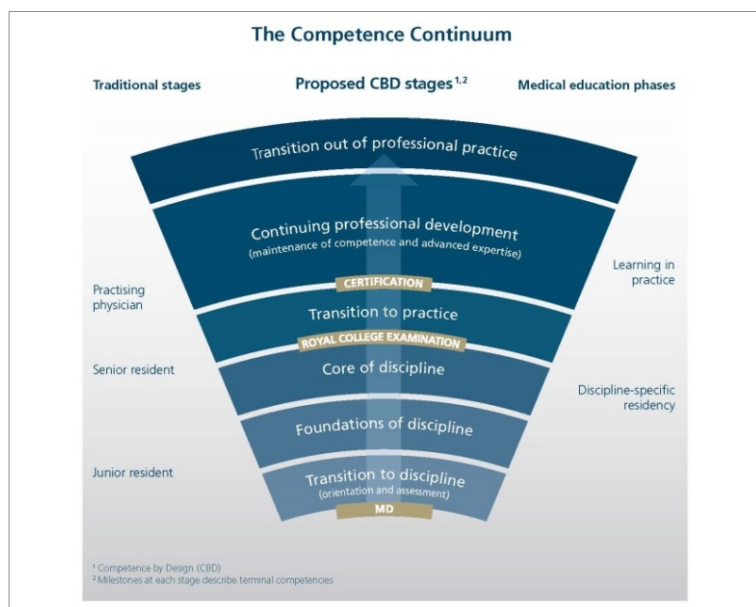 The Competence Continuum
Traditional stages
Proposed CBD stages¹,²
Medical education phases
Transition out of professional practice
Continuing professional development
(maintenance of competence and advanced expertise)
Learning in
practice
CERTIFICATION
Practising
physician
Transition to practice
ROYAL COLLEGE EXAMINATION
Senior resident
Core of discipline
Discipline-specific
residency
Foundations of discipline
Junior resident
Transition to discipline
(orientation and assessment)
MD
¹ Competence by Design (CBD)
² Milestones at each stage describe terminal competencies